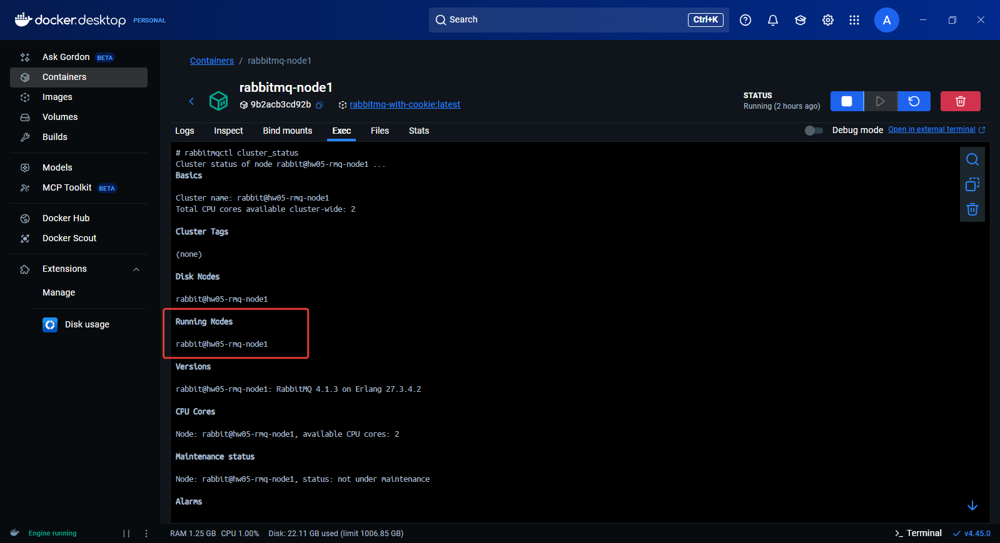 docker.desktop PERSONAL
Search Ctrl+K
A
Ask Gordon BETA
Containers
Images
Volumes
Builds
Models
MCP Toolkit BETA
Docker Hub
Docker Scout
Extensions
Manage
Disk usage
Containers / rabbitmq-node1
rabbitmq-node1
9b2acb3cd92b rabbitmq-with-cookie:latest
STATUS
Running (2 hours ago)
Logs Inspect Bind mounts Exec Files Stats
Debug mode Open in external terminal
# rabbitmqctl cluster_status
Cluster status of node rabbit@hw05-rmq-node1 ...
Basics
Cluster name: rabbit@hw05-rmq-node1
Total CPU cores available cluster-wide: 2
Cluster Tags
(none)
Disk Nodes
rabbit@hw05-rmq-node1
Running Nodes
rabbit@hw05-rmq-node1
Versions
rabbit@hw05-rmq-node1: RabbitMQ 4.1.3 on Erlang 27.3.4.2
CPU Cores
Node: rabbit@hw05-rmq-node1, available CPU cores: 2
Maintenance status
Node: rabbit@hw05-rmq-node1, status: not under maintenance
Alarms
Engine running
RAM 1.25 GB CPU 1.00% Disk: 22.11 GB used (limit 1006.85 GB)
Terminal v4.45.0